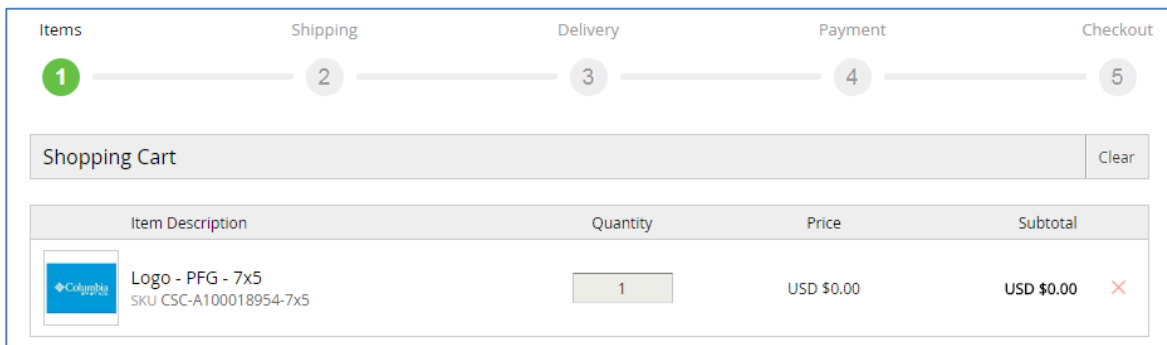 Items Shipping Delivery Payment Checkout
1 2 3 4 5
Shopping Cart Clear
Item Description Quantity Price Subtotal
Columbia
Logo - PFG - 7x5 1 USD $0.00 USD $0.00
SKU CSC-A100018954-7x5